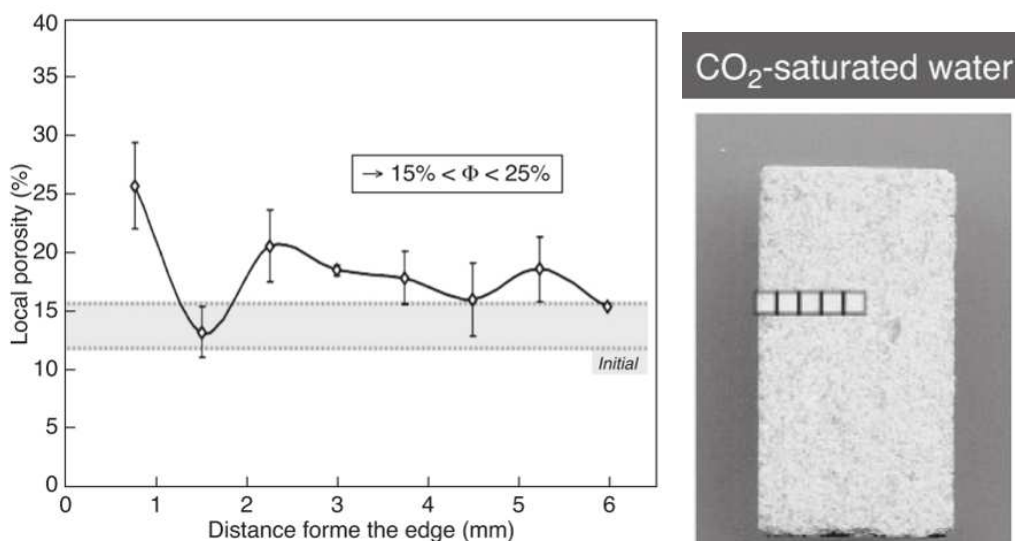 40
35
30
25
20
15
10
5
0
Local porosity (%)
→ 15% < Φ < 25%
Initial
0 1 2 3 4 5 6
Distance forme the edge (mm)
CO₂-saturated water